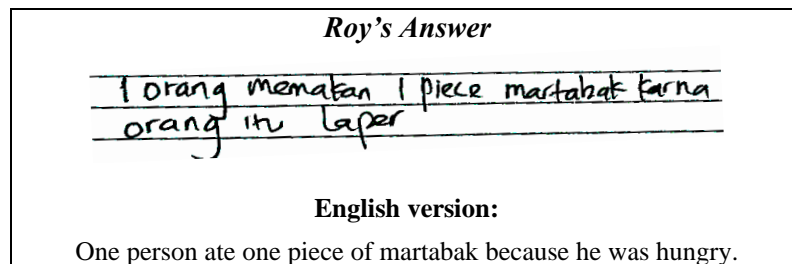 Roy's Answer
1 orang memakan 1 piece martabak karna
orang itu laper
English version:
One person ate one piece of martabak because he was hungry.